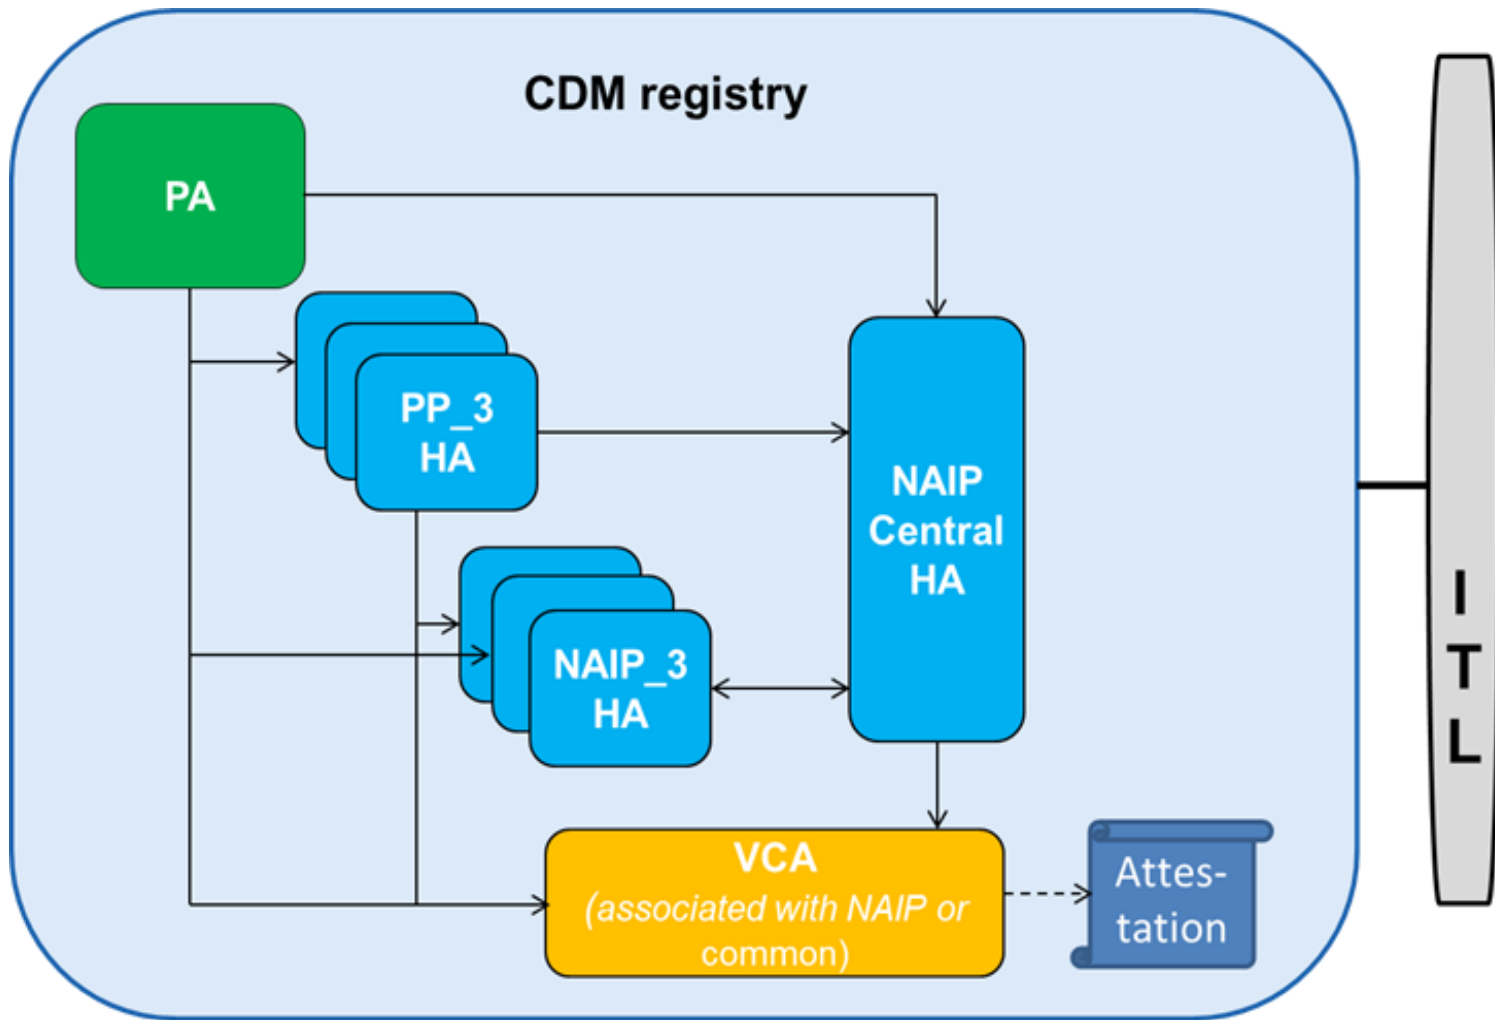 CDM registry
PA
PP_3
HA
NAIP
Central
HA
NAIP_3
HA
VCA
(associated with NAIP or
common)
Attes-
tation
I
T
L